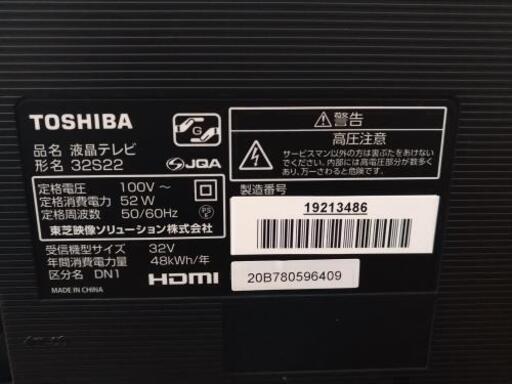 TOSHIBA
G
品名 液晶テレビ
形名 32S22
JQA
定格電圧 100V～
定格消費電力 52W
定格周波数 50/60Hz
PSE
東芝映像ソリューション株式会社
受信機型サイズ 32V
年間消費電力量 48kWh/年
区分名 DN1
HDMI
MADE IN CHINA
警告
高圧注意
サービスマン以外の方は裏ぶたをあけない
でください。内部には高電圧部分が数多く
あり、万一さわると危険です。
製造番号
19213486
20B780596409